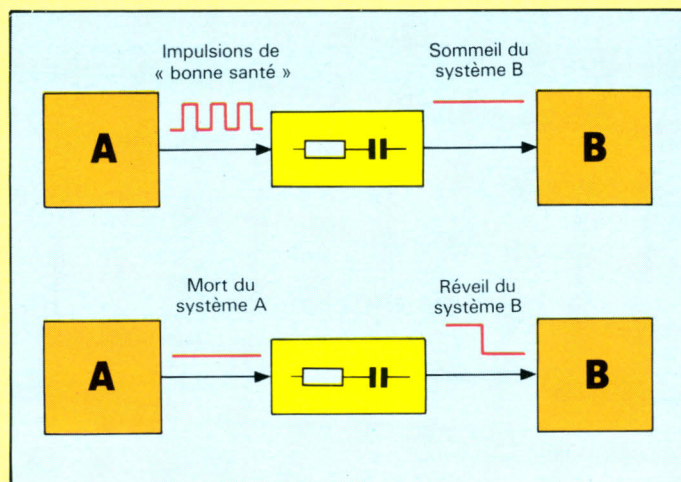 Impulsions de
« bonne santé »
Sommeil du
système B
A
B
Mort du
système A
Réveil du
système B
A
B